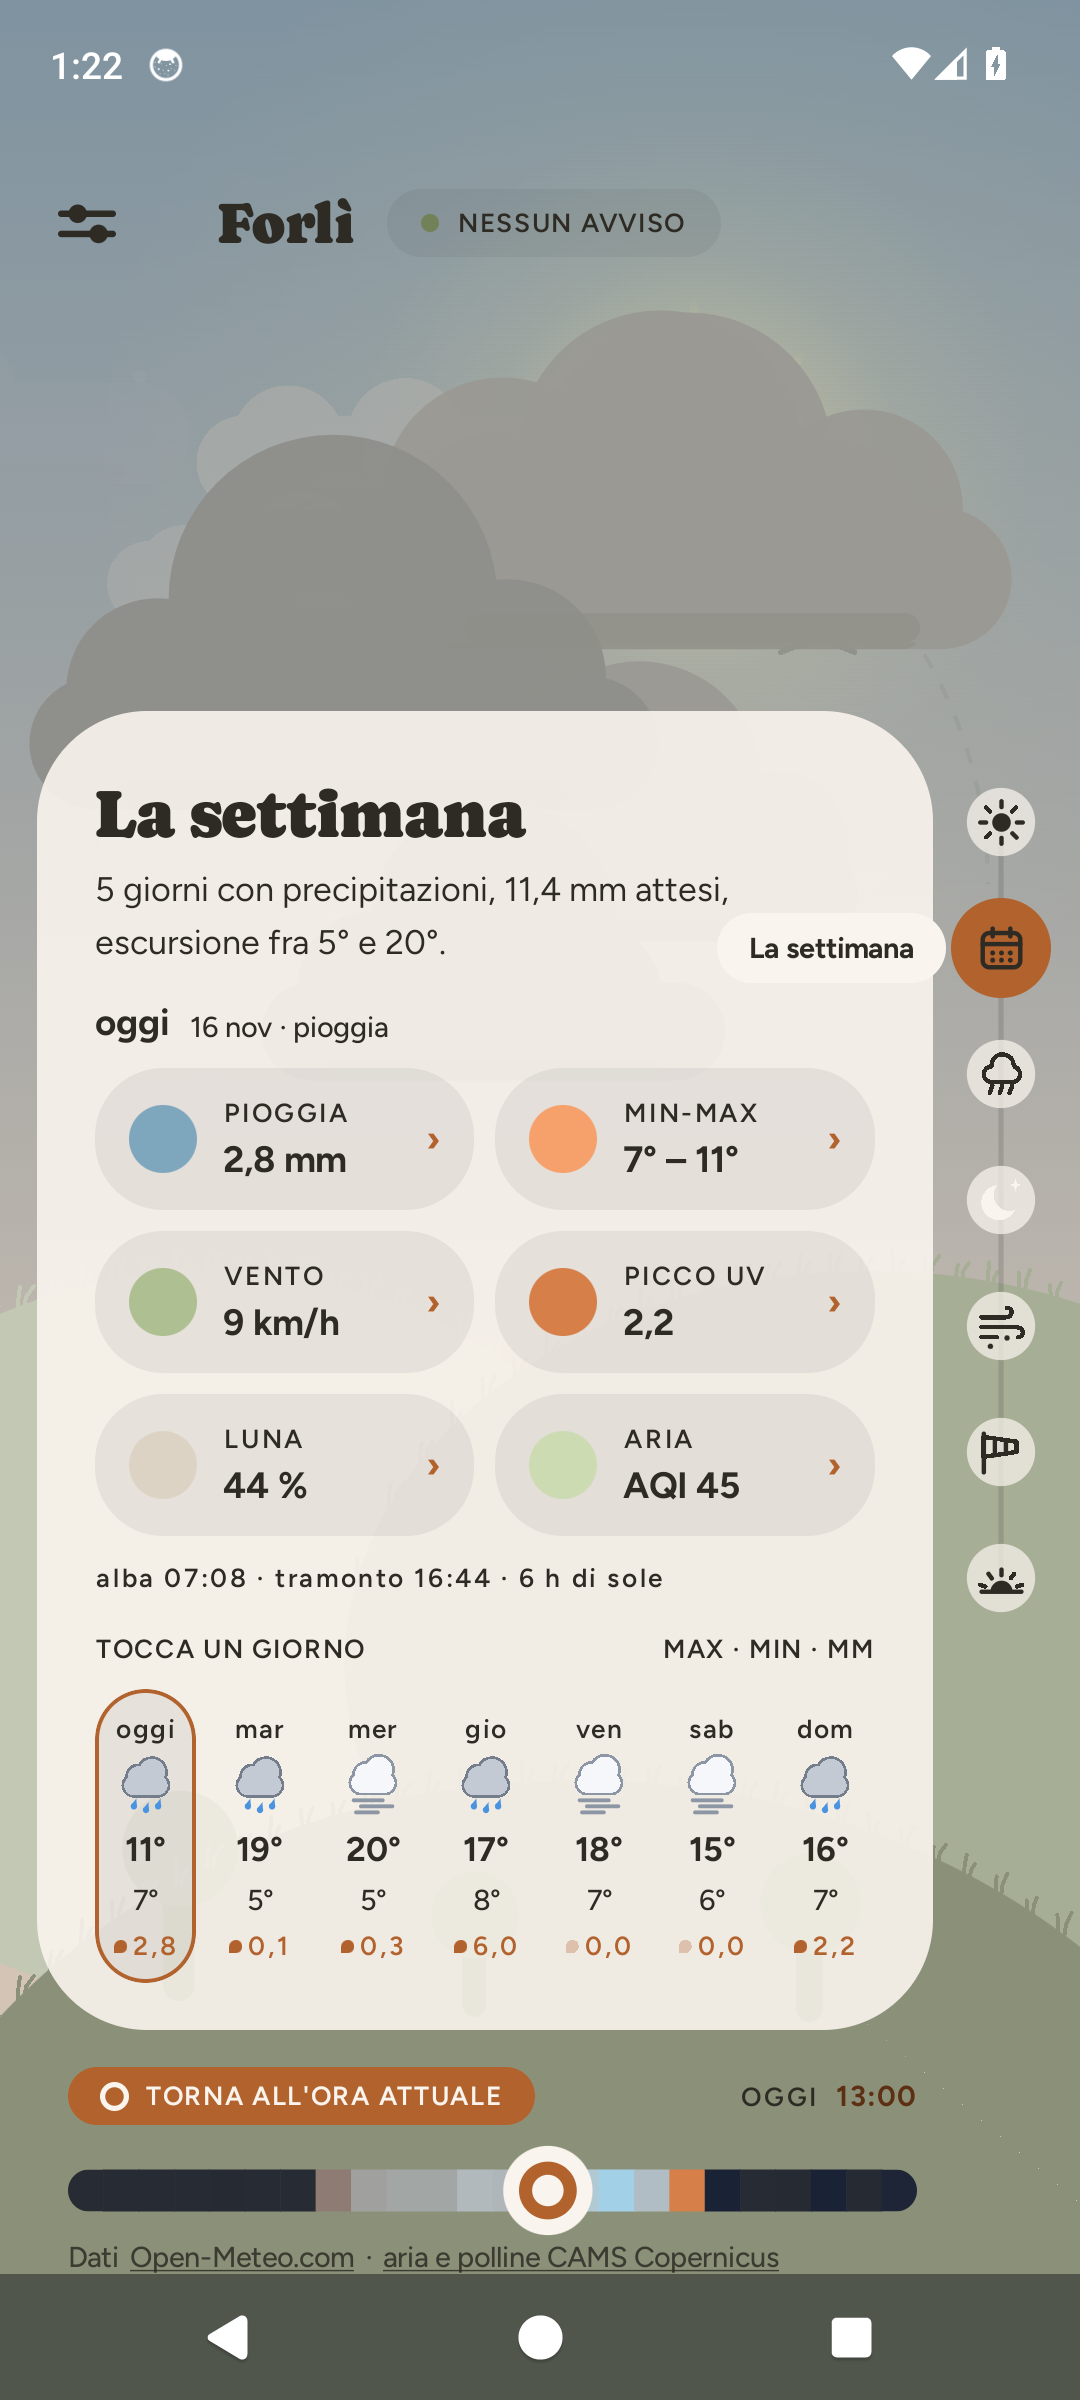 1:22
Forlì
NESSUN AVVISO
La settimana
5 giorni con precipitazioni, 11,4 mm attesi,
escursione fra 5° e 20°.
La settimana
oggi 16 nov · pioggia
PIOGGIA
2,8 mm
MIN-MAX
7° – 11°
VENTO
9 km/h
PICCO UV
2,2
LUNA
44 %
ARIA
AQI 45
alba 07:08 · tramonto 16:44 · 6 h di sole
TOCCA UN GIORNO MAX · MIN · MM
oggi mar mer gio ven sab dom
11° 19° 20° 17° 18° 15° 16°
7° 5° 5° 8° 7° 6° 7°
2,8 0,1 0,3 6,0 0,0 0,0 2,2
TORNA ALL'ORA ATTUALE
OGGI 13:00
Dati Open-Meteo.com · aria e polline CAMS Copernicus